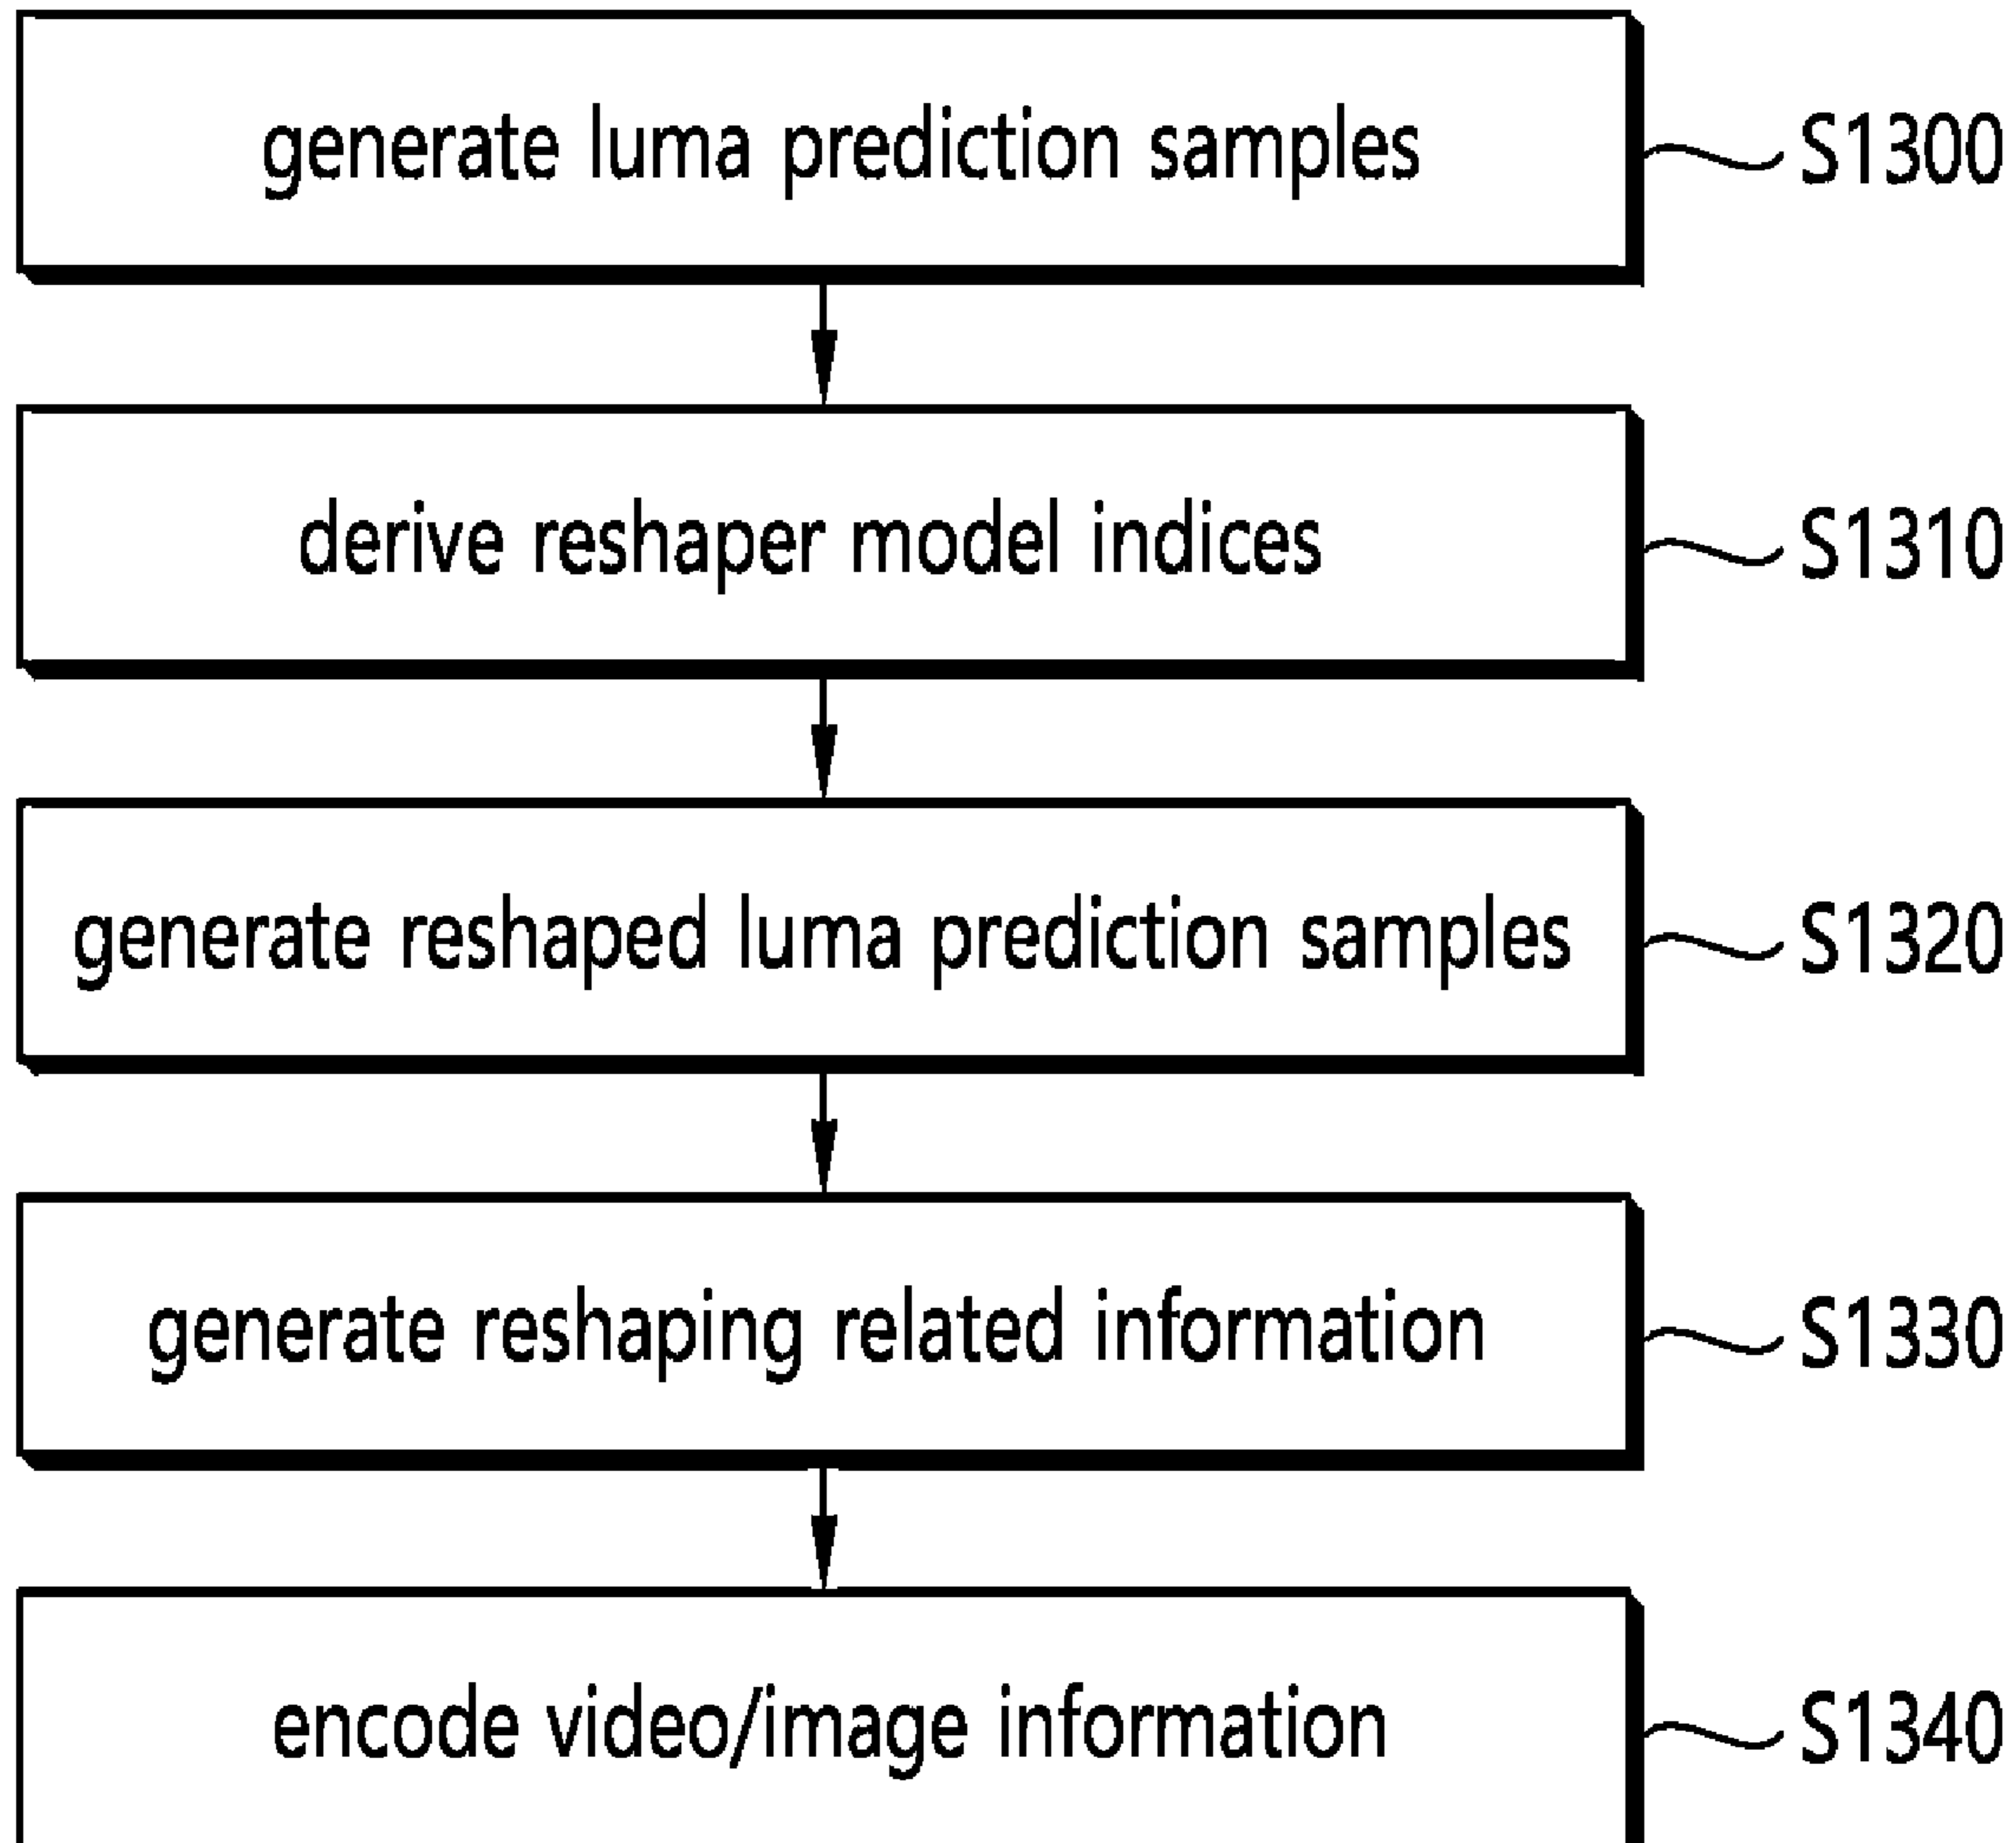 generate luma prediction samples S1300
derive reshaper model indices S1310
generate reshaped luma prediction samples S1320
generate reshaping related information S1330
encode video/image information S1340